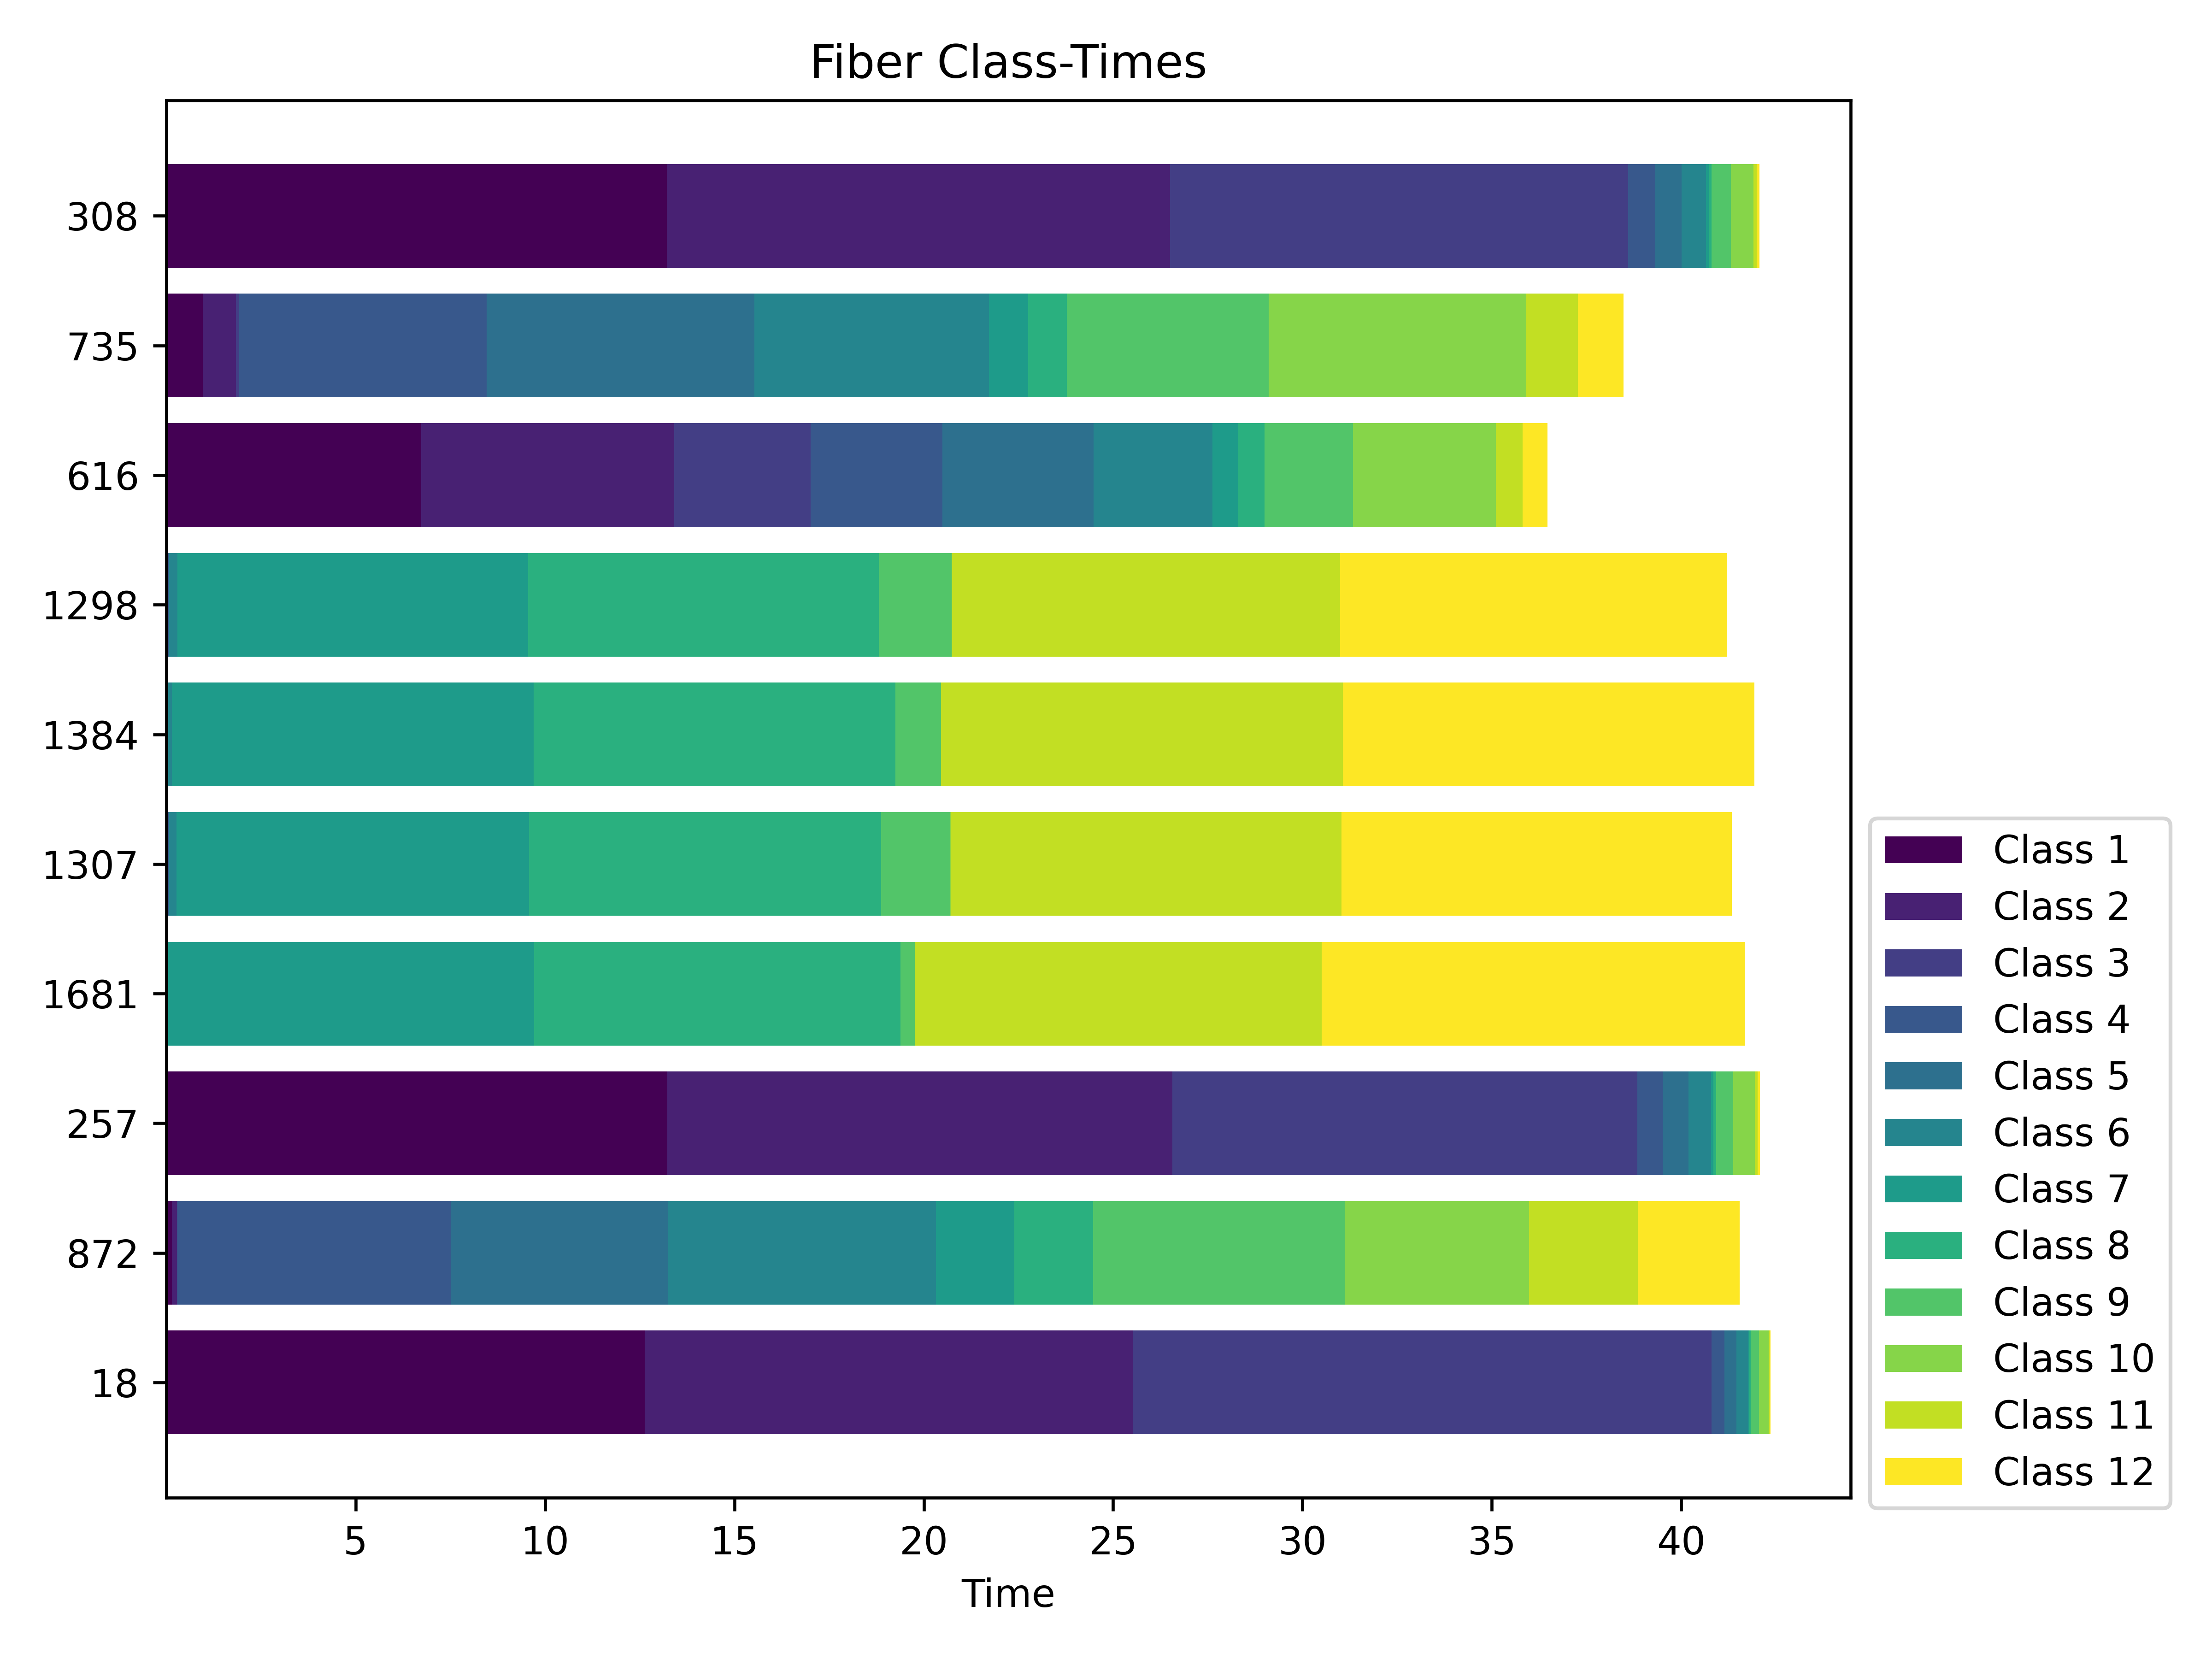 Fiber Class-Times
308
735
616
1298
1384
1307
1681
257
872
18
5 10 15 20 25 30 35 40
Time
Class 1
Class 2
Class 3
Class 4
Class 5
Class 6
Class 7
Class 8
Class 9
Class 10
Class 11
Class 12